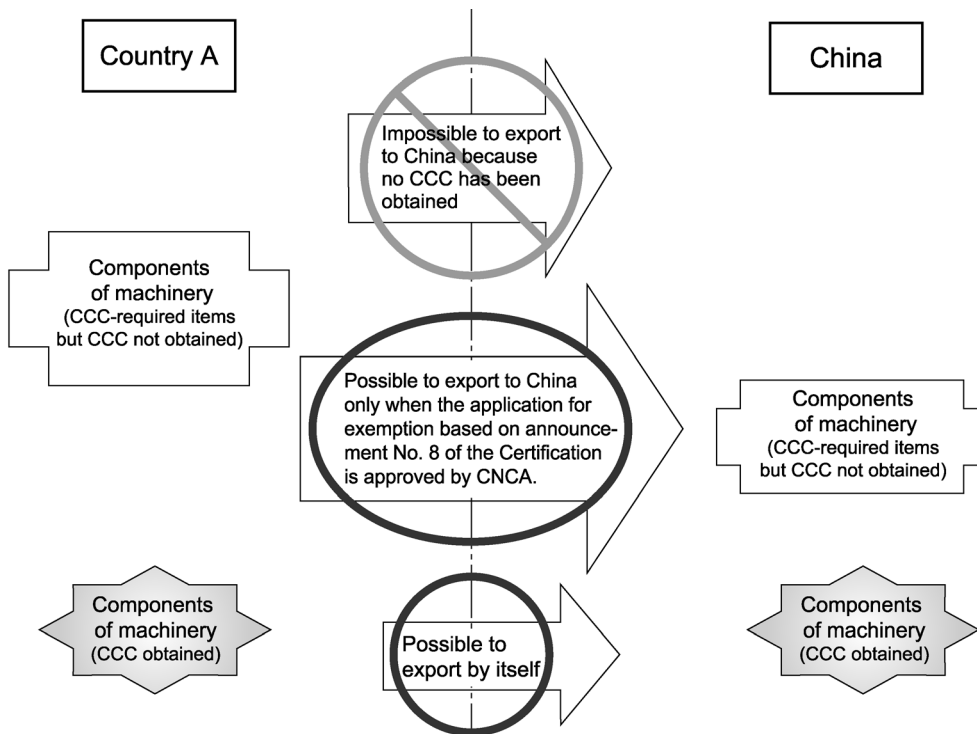 Country A
China
Impossible to export
to China because
no CCC has been
obtained
Components
of machinery
(CCC-required items
but CCC not obtained)
Possible to export to China
only when the application for
exemption based on announce-
ment No. 8 of the Certification
is approved by CNCA.
Components
of machinery
(CCC-required items
but CCC not obtained)
Components
of machinery
(CCC obtained)
Possible to
export by itself
Components
of machinery
(CCC obtained)